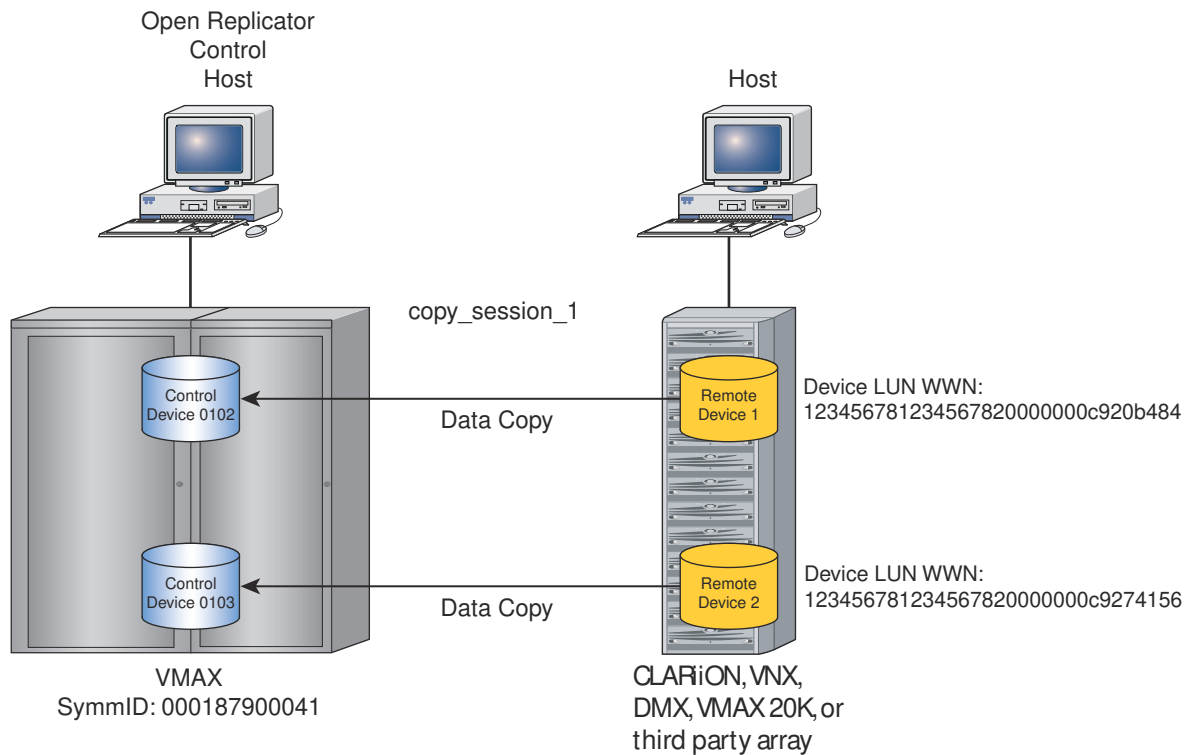 Open Replicator
Control
Host
Host
copy_session_1
Control
Device 0102
Data Copy
Remote
Device 1
Device LUN WWN:
123456781234567820000000c920b484
Control
Device 0103
Data Copy
Remote
Device 2
Device LUN WWN:
123456781234567820000000c9274156
VMAX
SymmID: 000187900041
CLARiiON, VNX,
DMX, VMAX 20K, or
third party array